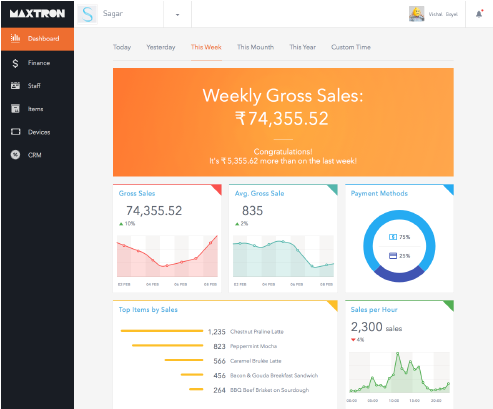 MAXTRON
Sagar
Vishal Goyal
Dashboard
Finance
Staff
Items
Devices
CRM
Today Yesterday This Week This Mounth This Year Custom Time
Weekly Gross Sales:
₹74,355.52
Congratulations!
It's ₹ 5,355.62 more than on the last week!
Gross Sales
74,355.52
10%
03 FEB 04 FEB 06 FEB 08 FEB
Avg. Gross Sale
835
2%
03 FEB 04 FEB 06 FEB 08 FEB
Payment Methods
75%
25%
Top Items by Sales
1,235 Chestnut Praline Latte
823 Peppermint Mocha
566 Caramel Brulée Latte
456 Bacon & Gouda Breakfast Sandwich
264 BBQ Beef Brisket on Sourdough
Sales per Hour
2,300 sales
4%